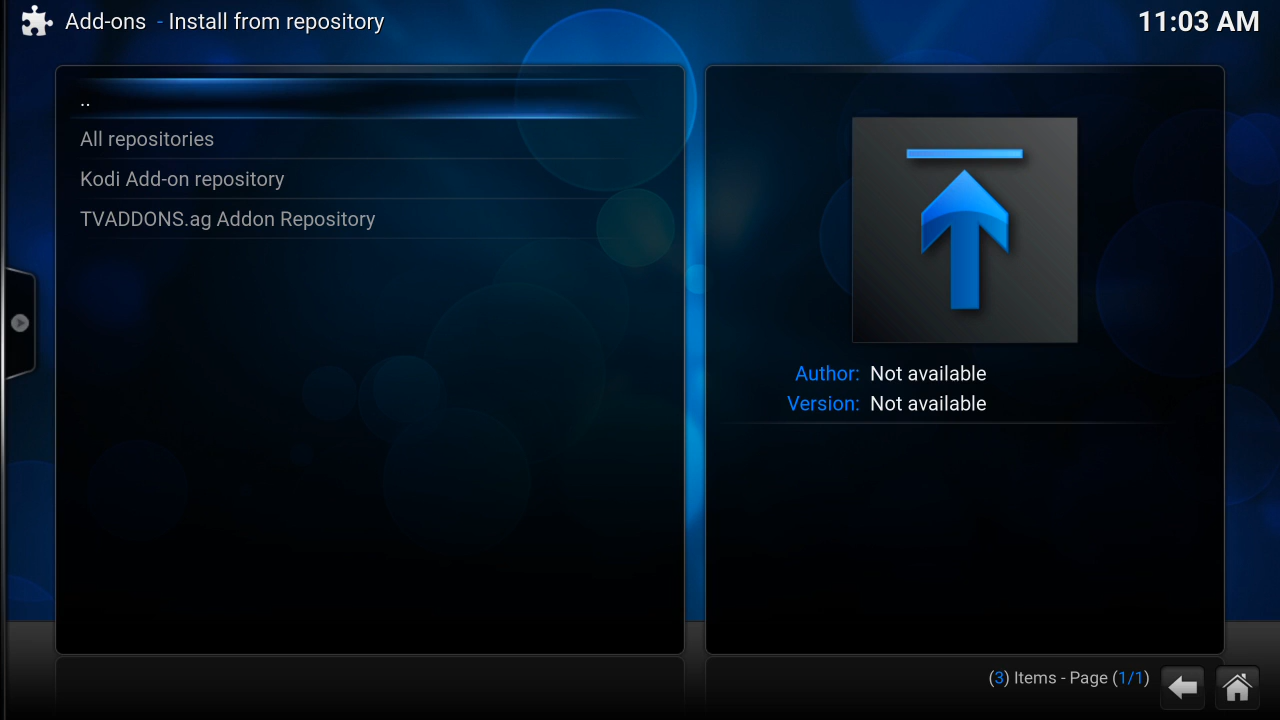 Add-ons - Install from repository
11:03 AM
..
All repositories
Kodi Add-on repository
TVADDONS.ag Addon Repository
Author: Not available
Version: Not available
(3) Items - Page (1/1)